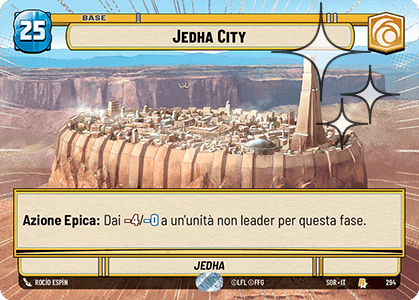 BASE
25
JEDHA CITY
Azione Epica: Dai -4/-0 a un'unità non leader per questa fase.
JEDHA
ROCÍO ESPÍN
©LFL ©FFG
SOR • IT
294